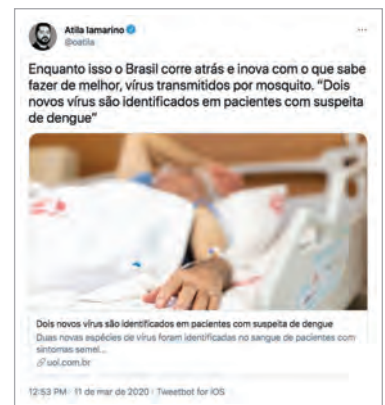 Atila Iamarino
@oatila
Enquanto isso o Brasil corre atrás e inova com o que sabe
fazer de melhor, vírus transmitidos por mosquito. “Dois
novos vírus são identificados em pacientes com suspeita
de dengue”
Dois novos vírus são identificados em pacientes com suspeita de dengue
Duas novas espécies de vírus foram identificadas no sangue de pacientes com
sintomas semel...
uol.com.br
12:53 PM · 11 de mar de 2020 · Tweetbot for iOS